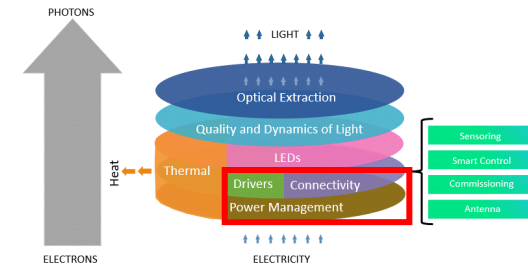 PHOTONS
LIGHT
Optical Extraction
Quality and Dynamics of Light
LEDs
Thermal
Heat
Drivers
Connectivity
Power Management
Sensoring
Smart Control
Commissioning
Antenna
ELECTRONS
ELECTRICITY